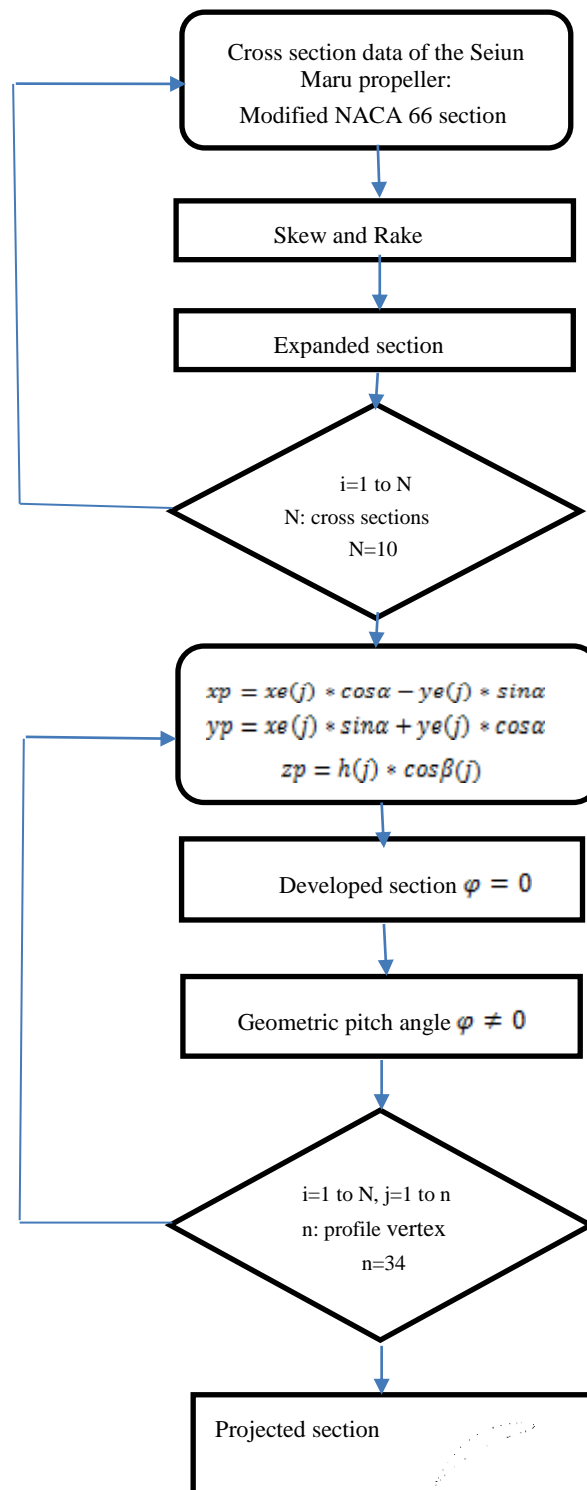 Cross section data of the Seiun
Maru propeller:
Modified NACA 66 section
Skew and Rake
Expanded section
i=1 to N
N: cross sections
N=10
xp = xe(j) * cosα − ye(j) * sinα
yp = xe(j) * sinα + ye(j) * cosα
zp = h(j) * cosβ(j)
Developed section φ = 0
Geometric pitch angle φ ≠ 0
i=1 to N, j=1 to n
n: profile vertex
n=34
Projected section